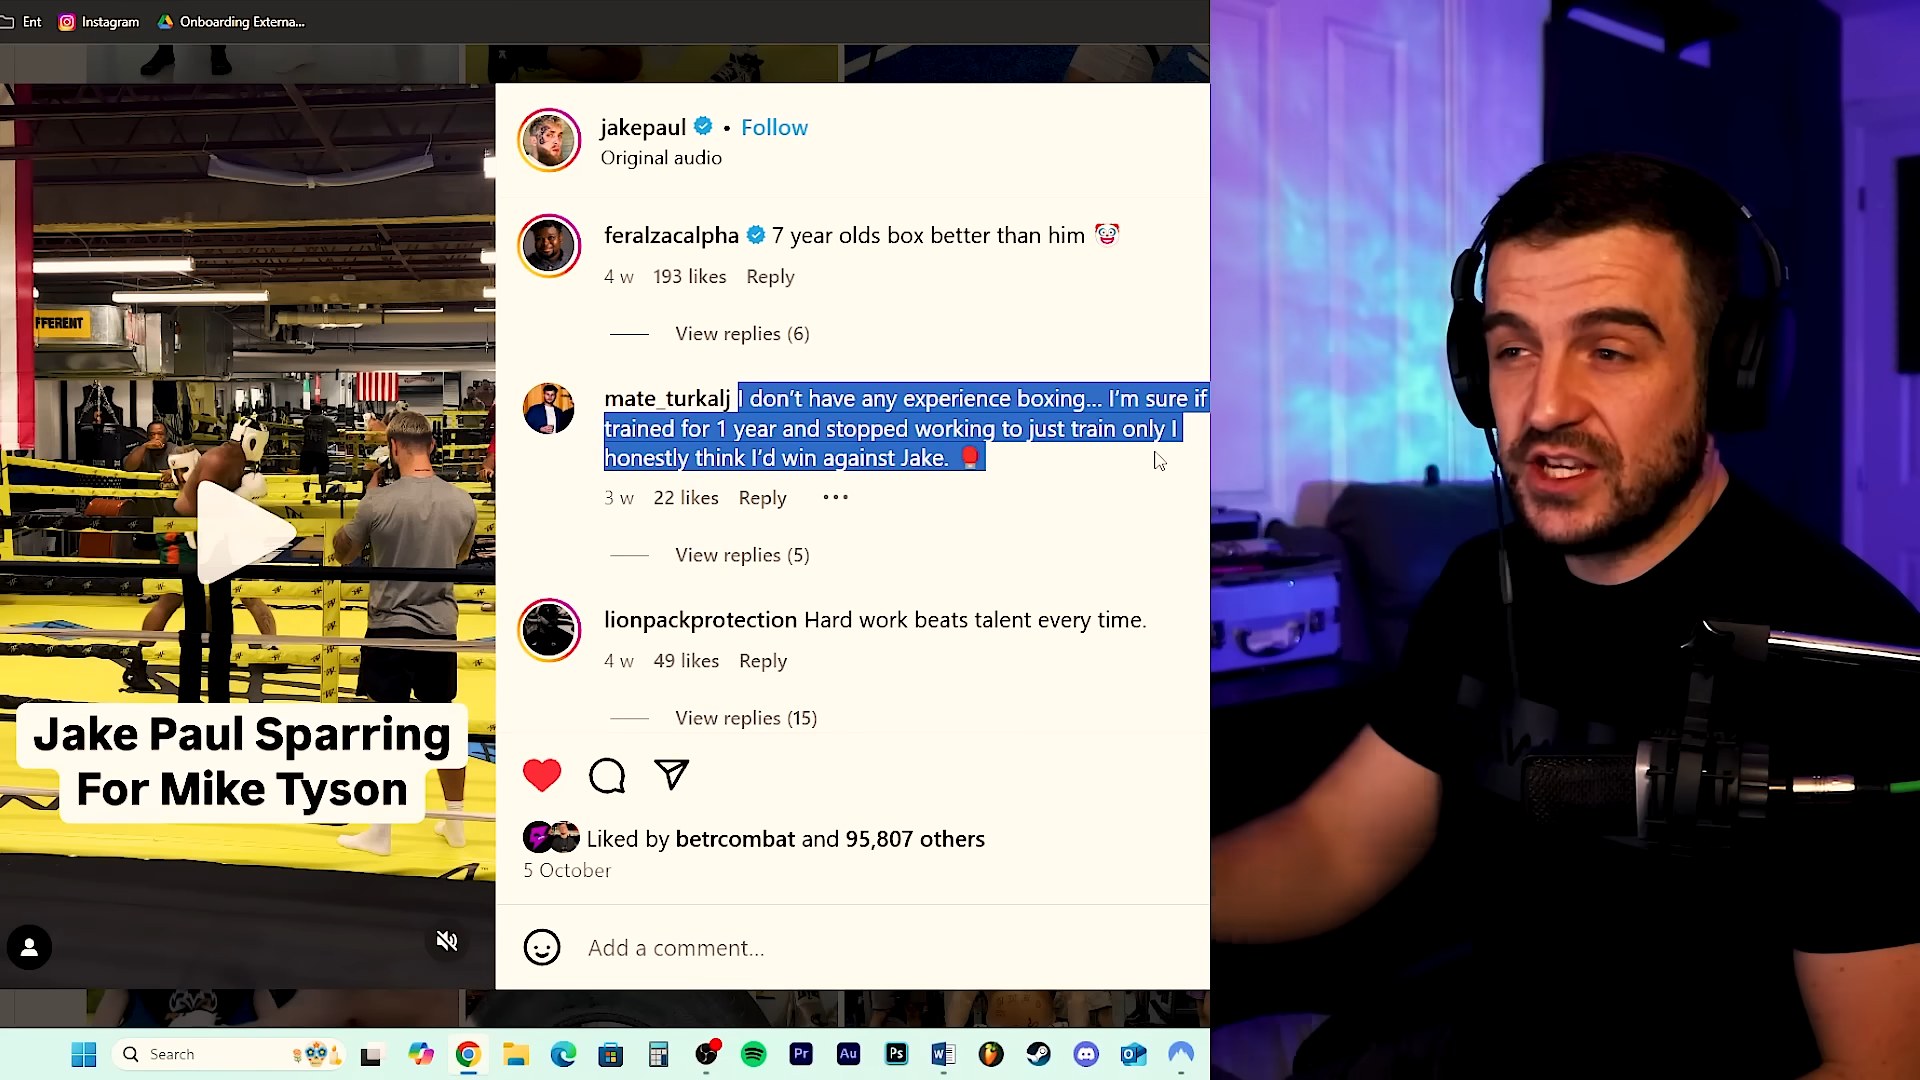 Ent
Instagram
Onboarding Externa...
jakepaul • Follow
Original audio
feralzacalpha 7 year olds box better than him
4 w 193 likes Reply
View replies (6)
mate_turkalj I don't have any experience boxing... I'm sure if
trained for 1 year and stopped working to just train only I
honestly think I'd win against Jake.
3 w 22 likes Reply
View replies (5)
lionpackprotection Hard work beats talent every time.
4 w 49 likes Reply
View replies (15)
Liked by betrcombat and 95,807 others
5 October
Add a comment...
FFERENT
Jake Paul Sparring
For Mike Tyson
Search
Pr
Au
Ps